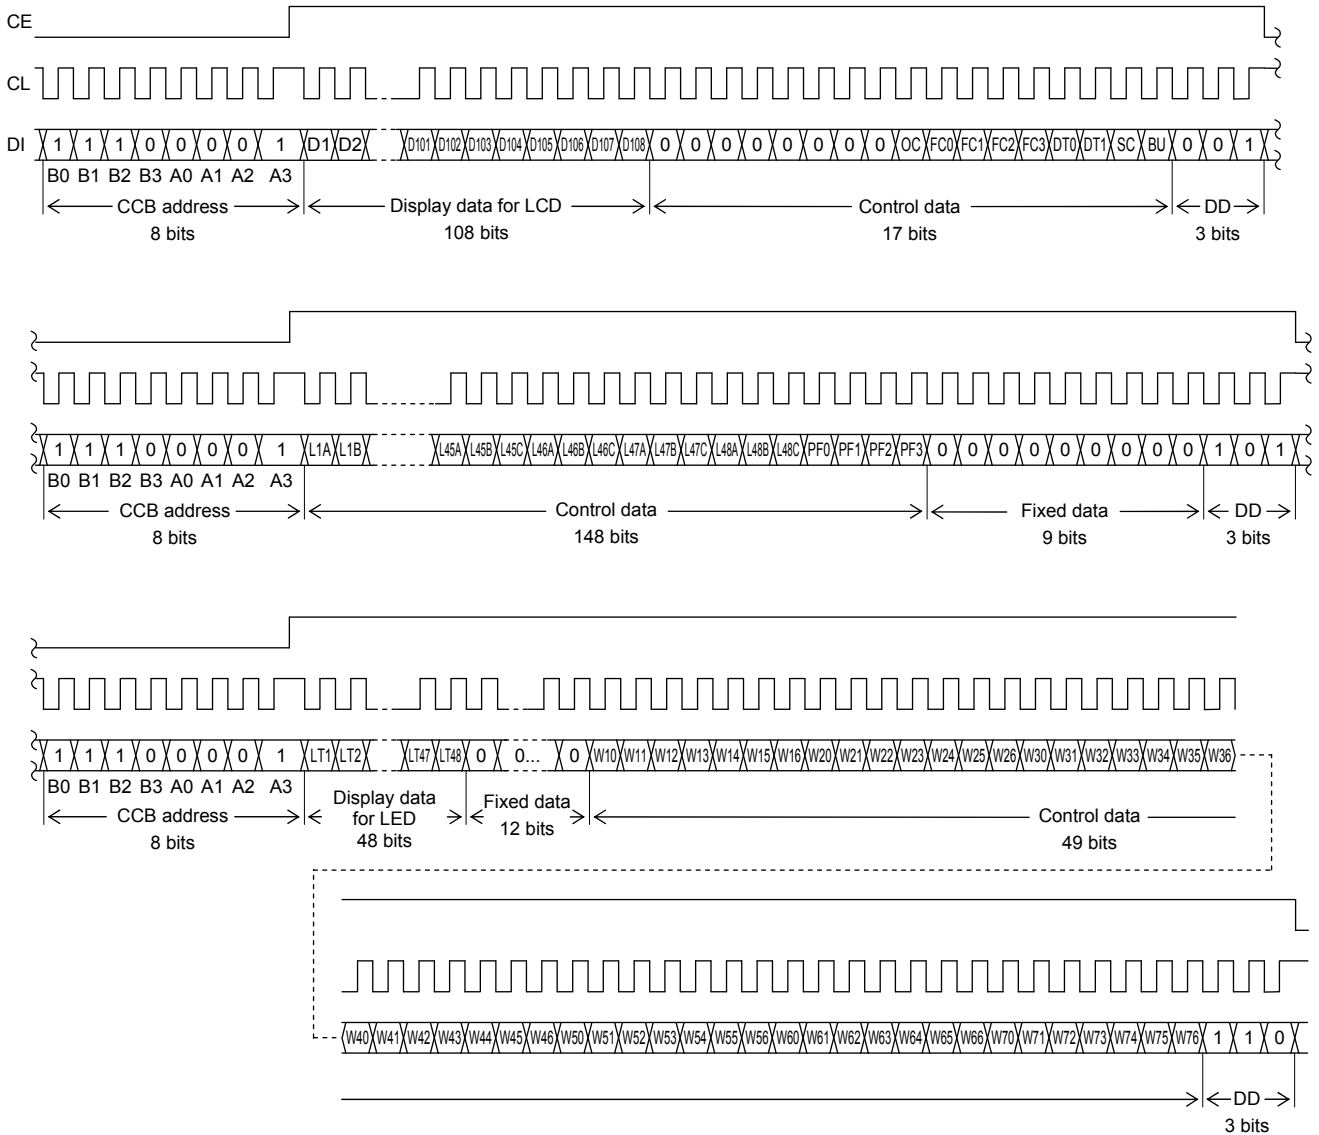 CE
CL
DI 1 1 1 0 0 0 0 1 D1 D2 D101 D102 D103 D104 D105 D106 D107 D108 0 0 0 0 0 0 0 0 OC FC0 FC1 FC2 FC3 DT0 DT1 SC BU 0 0 1
B0 B1 B2 B3 A0 A1 A2 A3
CCB address Display data for LCD Control data DD
8 bits 108 bits 17 bits 3 bits
1 1 1 0 0 0 0 1 L1A L1B L45A L45B L45C L46A L46B L46C L47A L47B L47C L48A L48B L48C PF0 PF1 PF2 PF3 0 0 0 0 0 0 0 0 0 1 0 1
B0 B1 B2 B3 A0 A1 A2 A3
CCB address Control data Fixed data DD
8 bits 148 bits 9 bits 3 bits
1 1 1 0 0 0 0 1 LT1 LT2 LT47 LT48 0 0... 0 W10 W11 W12 W13 W14 W15 W16 W20 W21 W22 W23 W24 W25 W26 W30 W31 W32 W33 W34 W35 W36
B0 B1 B2 B3 A0 A1 A2 A3
CCB address Display data for LED Fixed data Control data
8 bits 48 bits 12 bits 49 bits
W40 W41 W42 W43 W44 W45 W46 W50 W51 W52 W53 W54 W55 W56 W60 W61 W62 W63 W64 W65 W66 W70 W71 W72 W73 W74 W75 W76 1 1 0
DD
3 bits